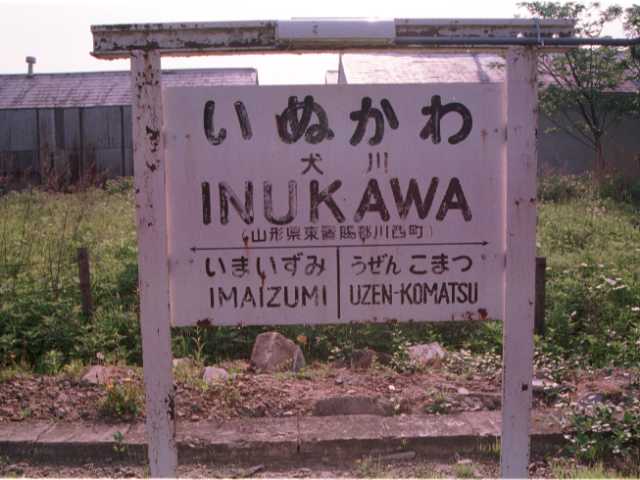 いぬかわ
犬川
INUKAWA
(山形県東置賜郡川西町)
いまいずみ うぜんこまつ
IMAIZUMI UZEN-KOMATSU